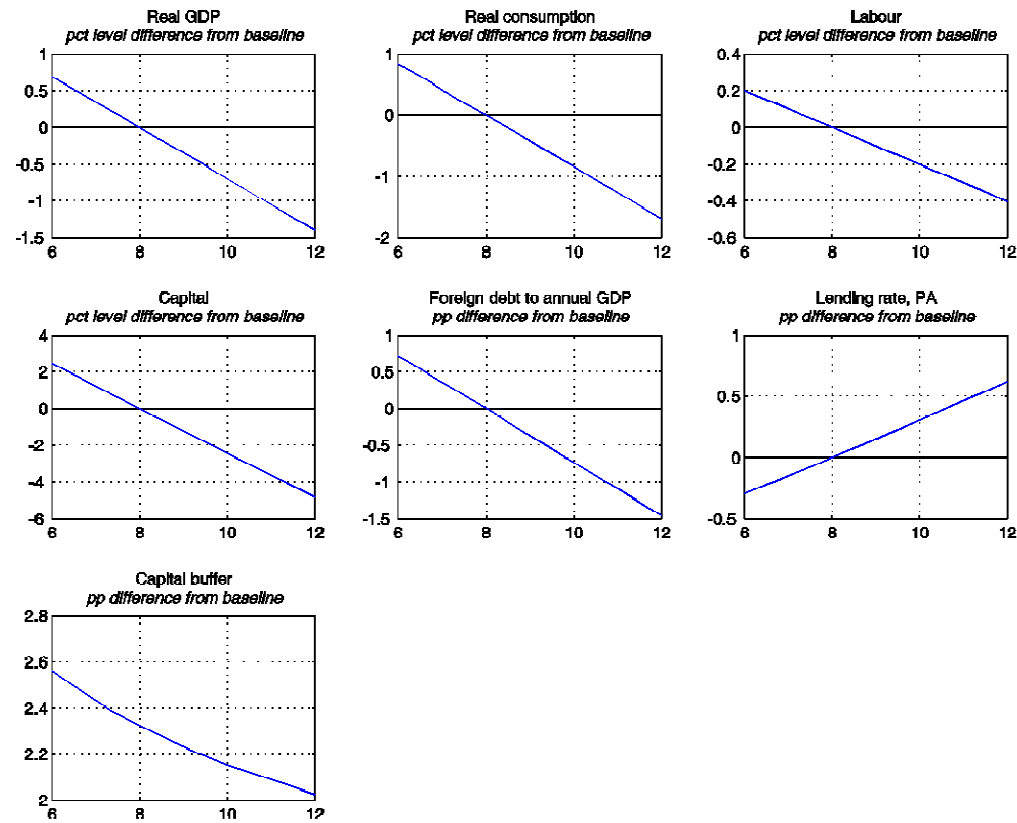 Real GDP
pct level difference from baseline
1
0.5
0
-0.5
-1
-1.5
6 8 10 12
Real consumption
pct level difference from baseline
1
0
-1
-2
6 8 10 12
Labour
pct level difference from baseline
0.4
0.2
0
-0.2
-0.4
-0.6
6 8 10 12
Capital
pct level difference from baseline
4
2
0
-2
-4
-6
6 8 10 12
Foreign debt to annual GDP
pp difference from baseline
1
0.5
0
-0.5
-1
-1.5
6 8 10 12
Lending rate, PA
pp difference from baseline
1
0.5
0
-0.5
6 8 10 12
Capital buffer
pp difference from baseline
2.8
2.6
2.4
2.2
2
6 8 10 12